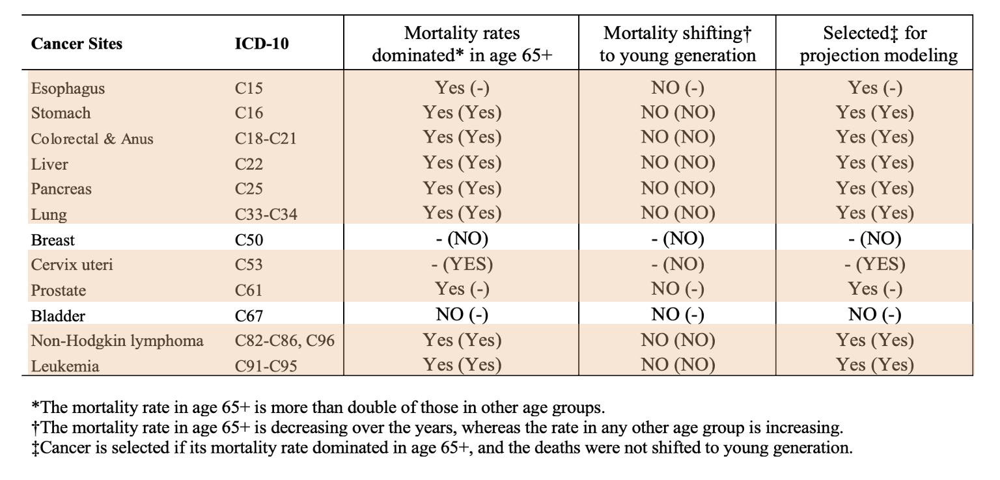 Cancer Sites ICD-10 Mortality rates dominated* in age 65+ Mortality shifting† to young generation Selected‡ for projection modeling
Esophagus C15 Yes (-) NO (-) Yes (-)
Stomach C16 Yes (Yes) NO (NO) Yes (Yes)
Colorectal & Anus C18-C21 Yes (Yes) NO (NO) Yes (Yes)
Liver C22 Yes (Yes) NO (NO) Yes (Yes)
Pancreas C25 Yes (Yes) NO (NO) Yes (Yes)
Lung C33-C34 Yes (Yes) NO (NO) Yes (Yes)
Breast C50 - (NO) - (NO) - (NO)
Cervix uteri C53 - (YES) - (NO) - (YES)
Prostate C61 Yes (-) NO (-) Yes (-)
Bladder C67 NO (-) NO (-) NO (-)
Non-Hodgkin lymphoma C82-C86, C96 Yes (Yes) NO (NO) Yes (Yes)
Leukemia C91-C95 Yes (Yes) NO (NO) Yes (Yes)
*The mortality rate in age 65+ is more than double of those in other age groups.
†The mortality rate in age 65+ is decreasing over the years, whereas the rate in any other age group is increasing.
‡Cancer is selected if its mortality rate dominated in age 65+, and the deaths were not shifted to young generation.